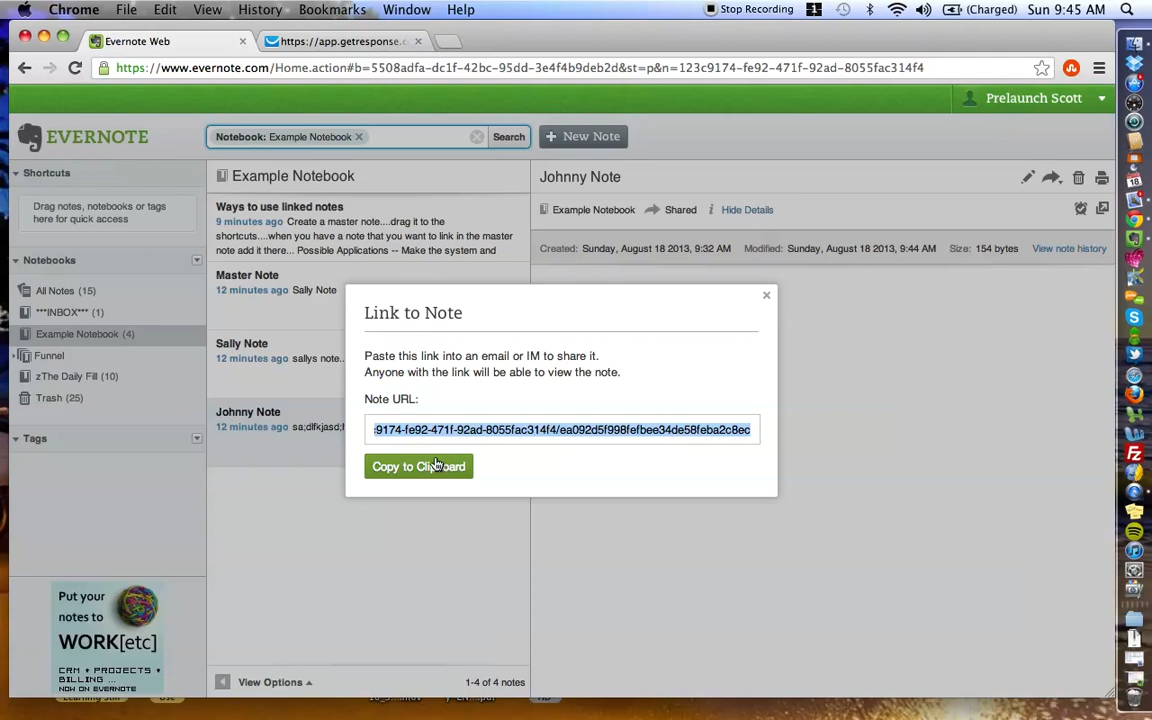 Chrome File Edit View History Bookmarks Window Help Stop Recording 1 (Charged) Sun 9:45 AM
Evernote Web × https://app.getresponse.c ×
https://www.evernote.com/Home.action#b=5508adfa-dc1f-42bc-95dd-3e4f4b9deb2d&st=p&n=123c9174-fe92-471f-92ad-8055fac314f4
Prelaunch Scott
EVERNOTE Notebook: Example Notebook × Search + New Note
Shortcuts
Drag notes, notebooks or tags
here for quick access
Notebooks
All Notes (15)
***INBOX*** (1)
Example Notebook (4)
Funnel
zThe Daily Fill (10)
Trash (25)
Tags
Put your
notes to
WORK[etc]
CRM + PROJECTS +
BILLING ...
NOW ON EVERNOTE
Example Notebook
Ways to use linked notes
9 minutes ago Create a master note....drag it to the
shortcuts....when you have a note that you want to link in the master
note add it there... Possible Applications -- Make the system and
Master Note
12 minutes ago Sally Note
Sally Note
12 minutes ago sallys note..
Johnny Note
12 minutes ago sa;dlfkjasd;
View Options 1-4 of 4 notes
Johnny Note
Example Notebook Shared i Hide Details
Created: Sunday, August 18 2013, 9:32 AM Modified: Sunday, August 18 2013, 9:44 AM Size: 154 bytes View note history
Link to Note ×
Paste this link into an email or IM to share it.
Anyone with the link will be able to view the note.
Note URL:
9174-fe92-471f-92ad-8055fac314f4/ea092d5f998fefbee34de58feba2c8ec
Copy to Clipboard